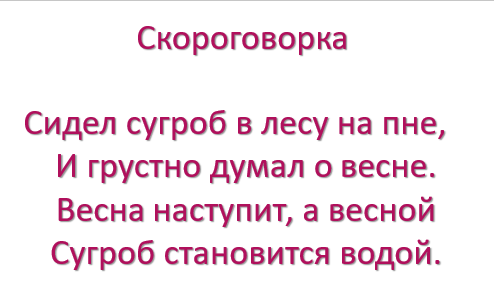 Скороговорка
Сидел сугроб в лесу на пне,
И грустно думал о весне.
Весна наступит, а весной
Сугроб становится водой.